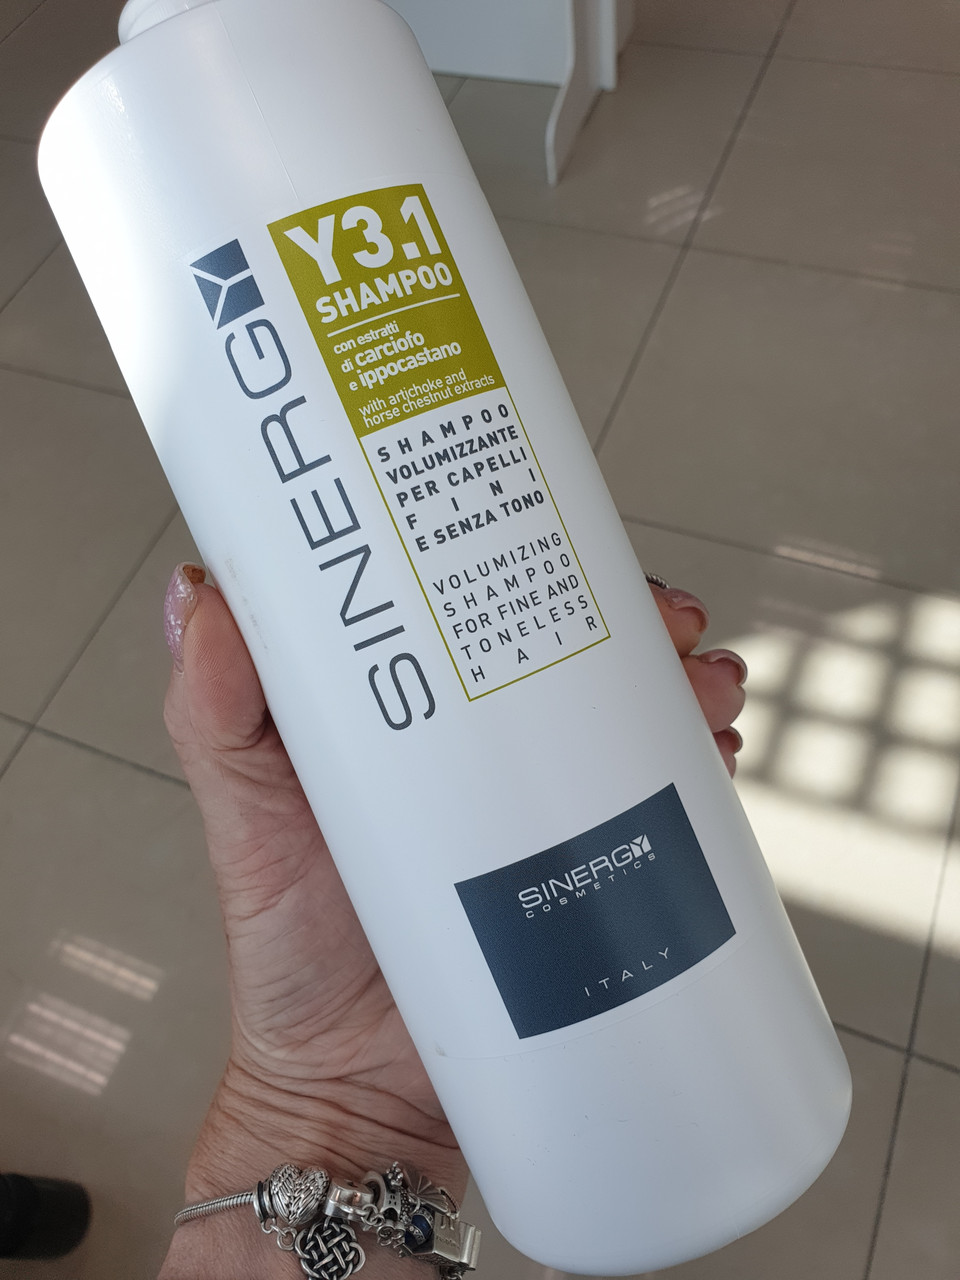 SINERGY
Y3.1
SHAMPOO
con estratti
di carciofo
e ippocastano
with artichoke and
horse chestnut extracts
SHAMPOO
VOLUMIZZANTE
PER CAPELLI
FINI
E SENZA TONO
VOLUMIZING
SHAMPOO
FOR FINE AND
TONELESS
HAIR
SINERGY
COSMETICS
ITALY